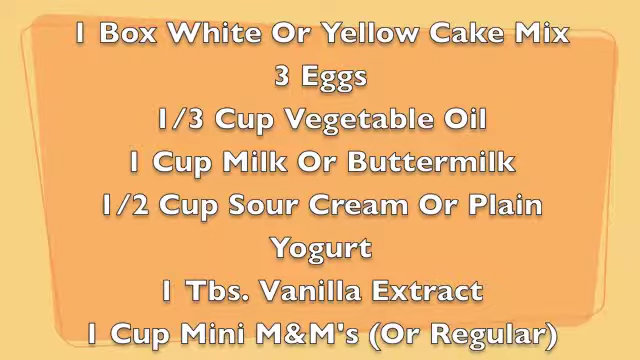 1 Box White Or Yellow Cake Mix
3 Eggs
1/3 Cup Vegetable Oil
1 Cup Milk Or Buttermilk
1/2 Cup Sour Cream Or Plain
Yogurt
1 Tbs. Vanilla Extract
1 Cup Mini M&M's (Or Regular)